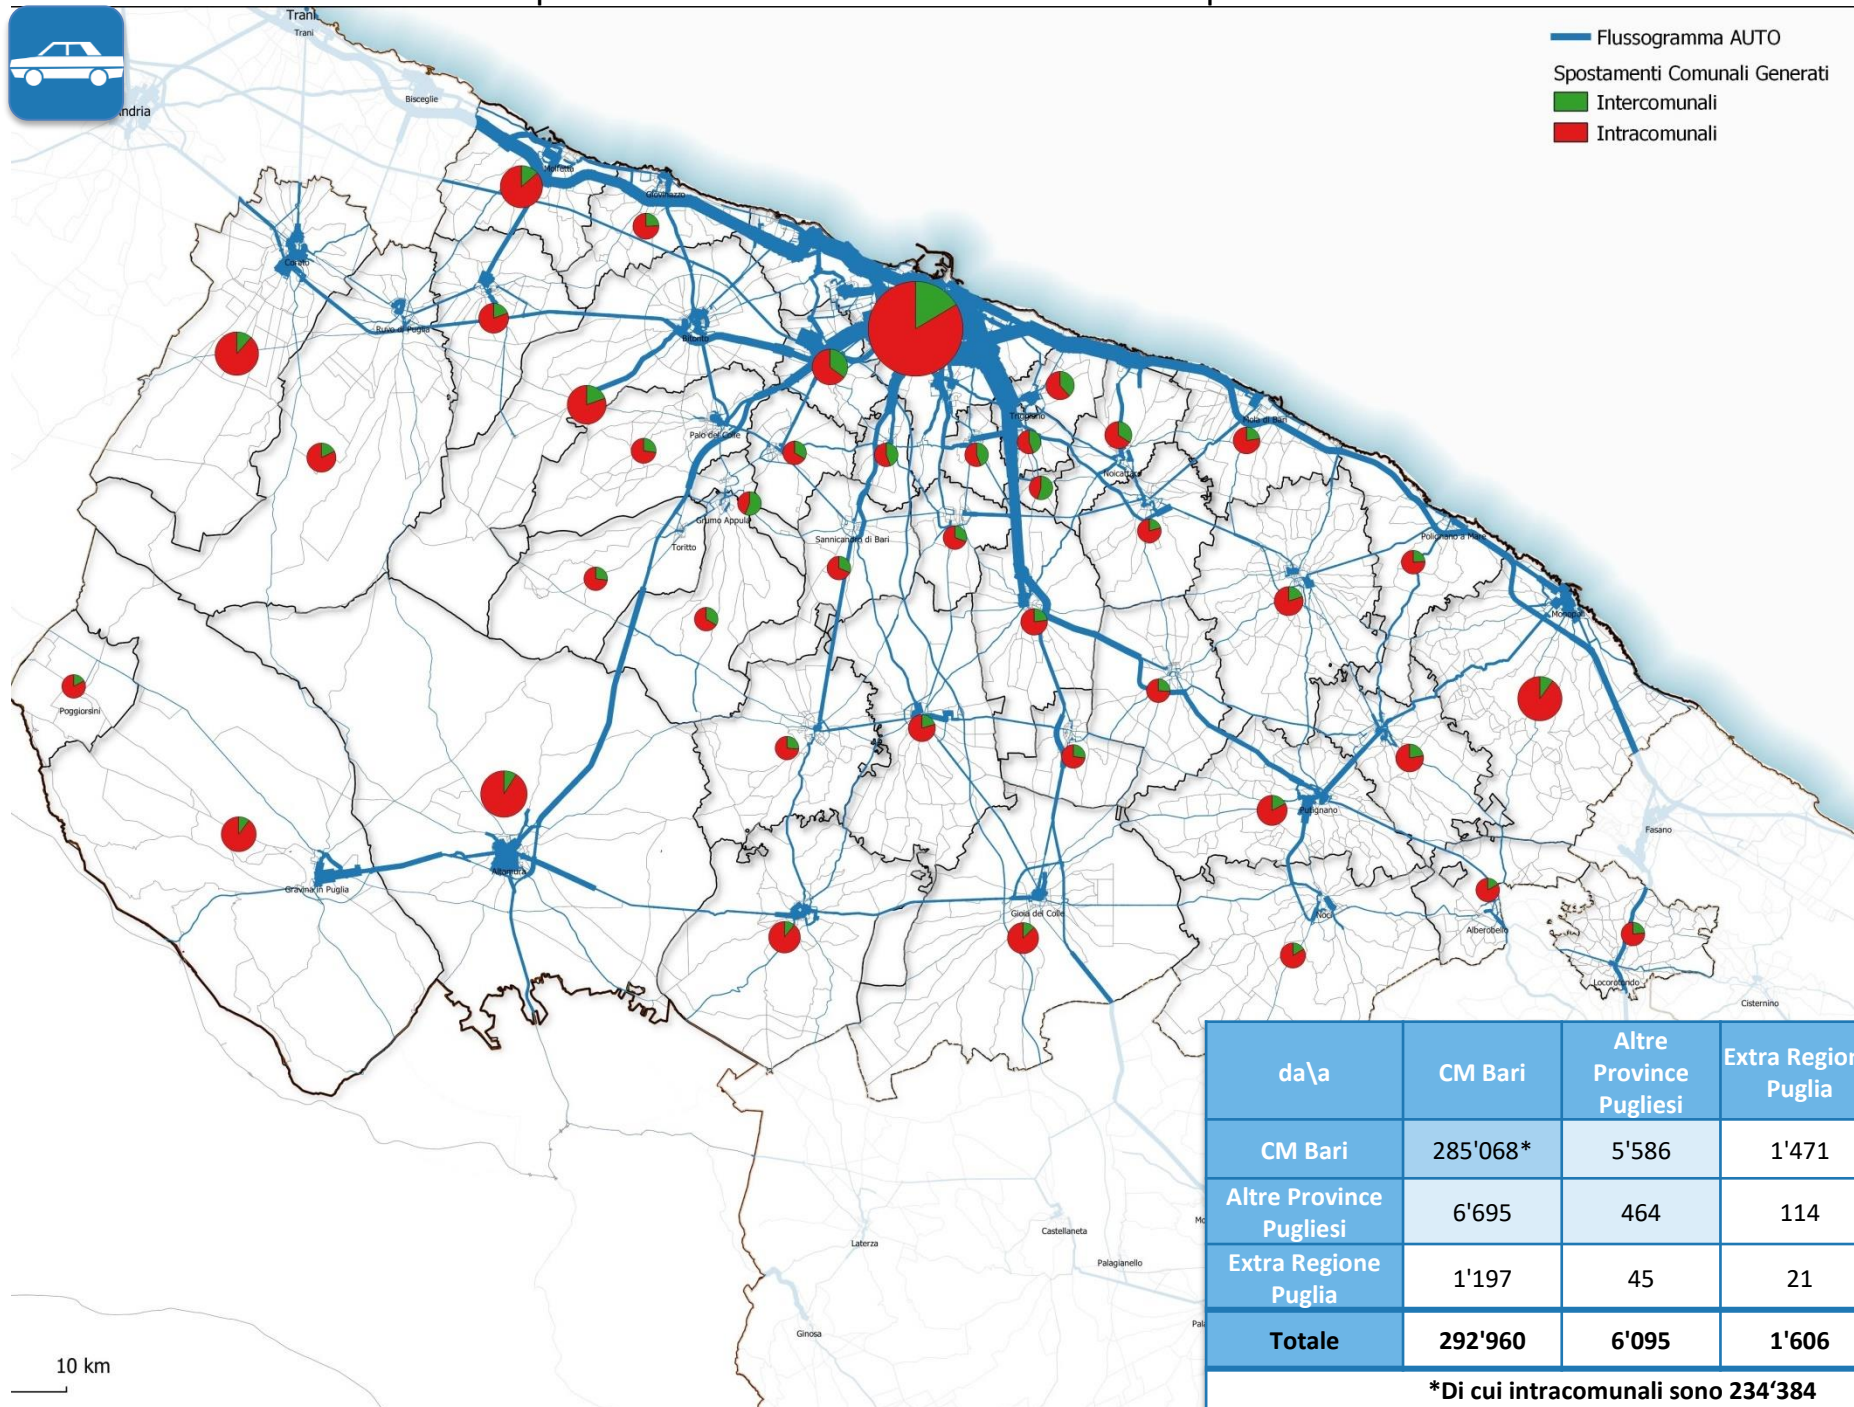 Trani
Trani
Andria
Bisceglie
Flussogramma AUTO
Spostamenti Comunali Generati
Intercomunali
Intracomunali
Molfetta
Giovinazzo
Corato
Ruvo di Puglia
Bitonto
Palo del Colle
Triggiano
Mola di Bari
Noicattaro
Grumo Appula
Toritto
Sannicandro di Bari
Polignano a Mare
Monopoli
Poggiorsini
Putignano
Fasano
Altamura
Gravina in Puglia
Gioia del Colle
Noci
Alberobello
Locorotondo
Cisternino
Laterza
Castellaneta
Palagianello
Ginosa
10 km
da\a CM Bari Altre Province Pugliesi Extra Region Puglia
CM Bari 285'068* 5'586 1'471
Altre Province Pugliesi 6'695 464 114
Extra Regione Puglia 1'197 45 21
Totale 292'960 6'095 1'606
*Di cui intracomunali sono 234‘384